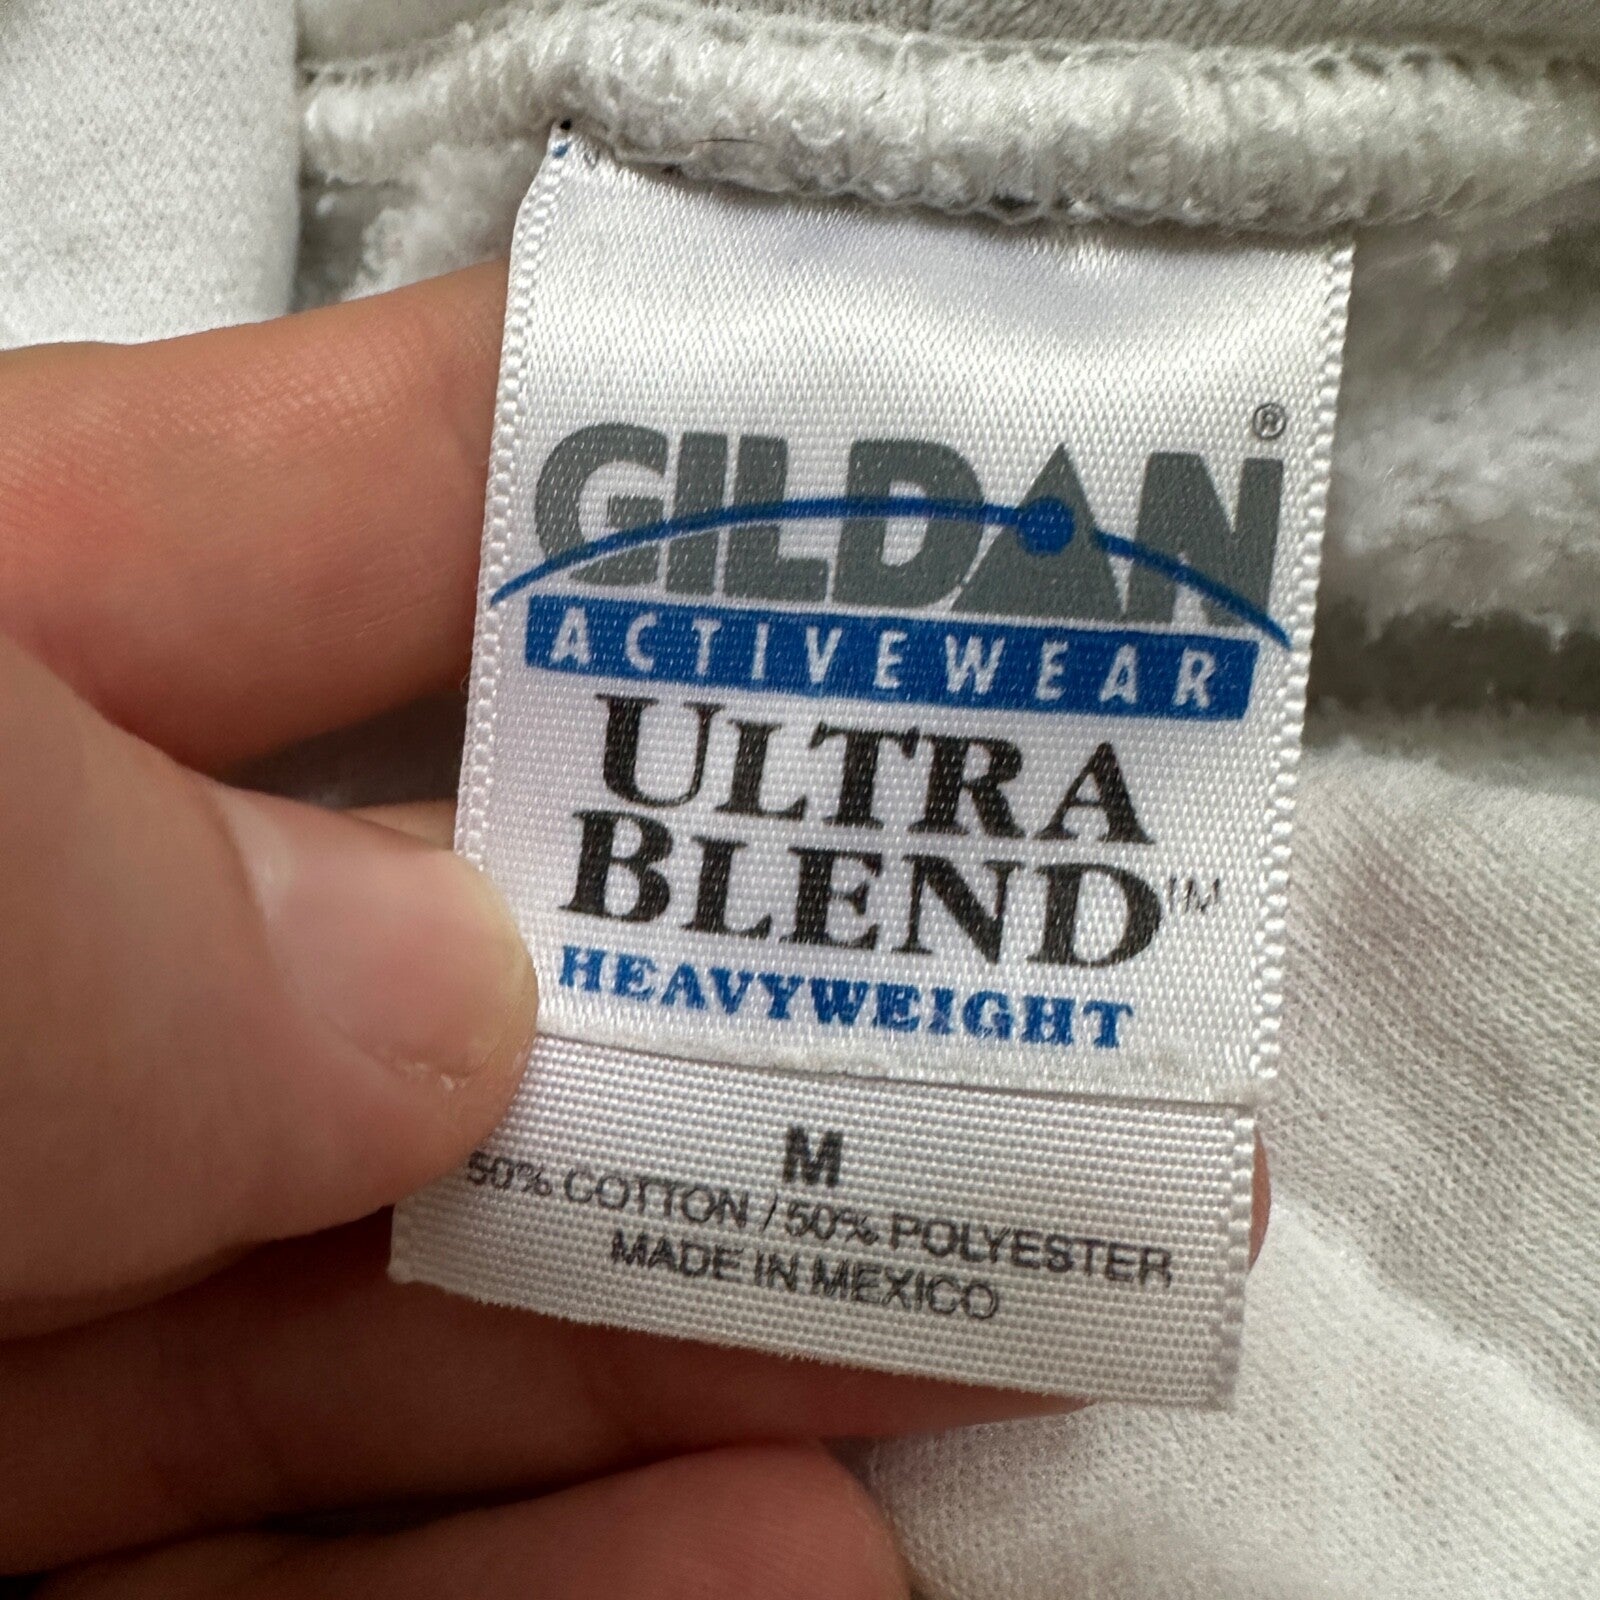 GILDAN®
ACTIVEWEAR
ULTRA
BLEND™
HEAVYWEIGHT
M
50% COTTON / 50% POLYESTER
MADE IN MEXICO